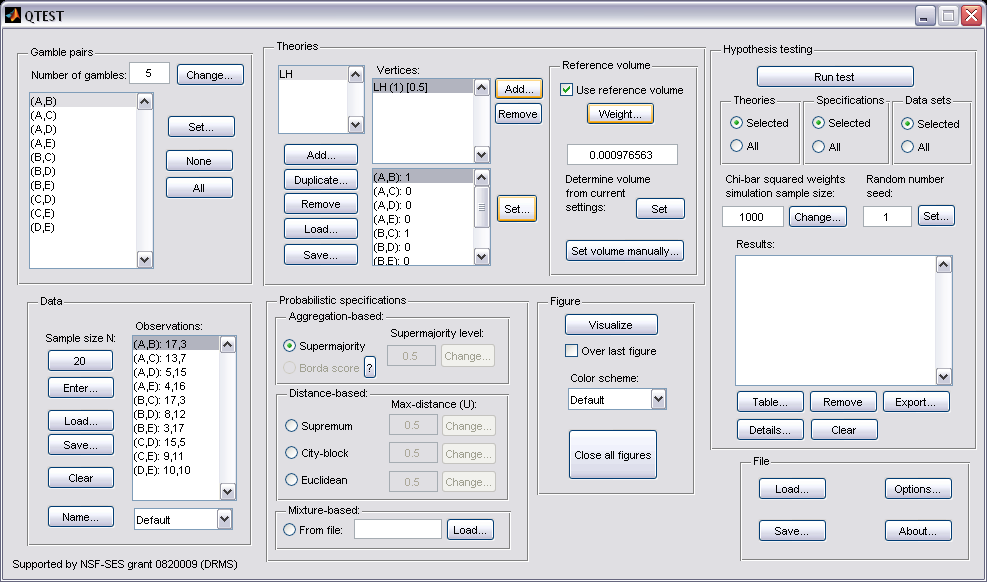 QTEST
Gamble pairs
Number of gambles: 5 Change...
(A,B)
(A,C)
(A,D)
(A,E)
(B,C)
(B,D)
(B,E)
(C,D)
(C,E)
(D,E)
Set...
None
All
Theories
LH
Add...
Duplicate...
Remove
Load...
Save...
Vertices:
LH (1) [0.5]
Add...
Remove
(A,B): 1
(A,C): 0
(A,D): 0
(A,E): 0
(B,C): 1
(B,D): 0
(B,E): 0
Set...
Reference volume
Use reference volume
Weight...
0.000976563
Determine volume
from current
settings:
Set
Set volume manually...
Hypothesis testing
Run test
Theories
Selected
All
Specifications
Selected
All
Data sets
Selected
All
Chi-bar squared weights
simulation sample size:
1000 Change...
Random number
seed:
1 Set...
Results:
Table... Remove Export...
Details... Clear
Data
Sample size N:
20
Enter...
Load...
Save...
Clear
Name...
Observations:
(A,B): 17,3
(A,C): 13,7
(A,D): 5,15
(A,E): 4,16
(B,C): 17,3
(B,D): 8,12
(B,E): 3,17
(C,D): 15,5
(C,E): 9,11
(D,E): 10,10
Default
Probabilistic specifications
Aggregation-based:
Supermajority level:
Supermajority 0.5 Change...
Borda score ?
Distance-based:
Max-distance (U):
Supremum 0.5 Change...
City-block 0.5 Change...
Euclidean 0.5 Change...
Mixture-based:
From file: Load...
Figure
Visualize
Over last figure
Color scheme:
Default
Close all figures
File
Load... Options...
Save... About...
Supported by NSF-SES grant 0820009 (DRMS)